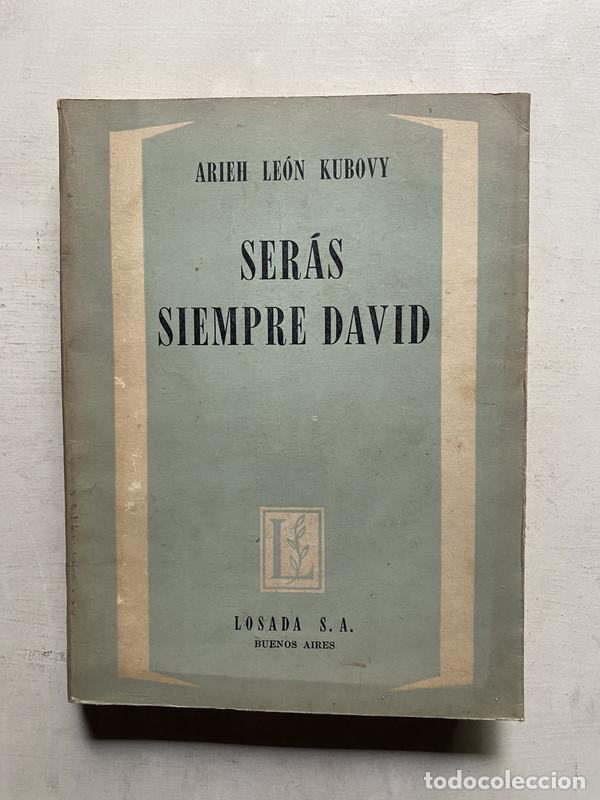 ARIEH LEÓN KUBOVY
SERÁS
SIEMPRE DAVID
L
LOSADA S. A.
BUENOS AIRES
todocoleccion